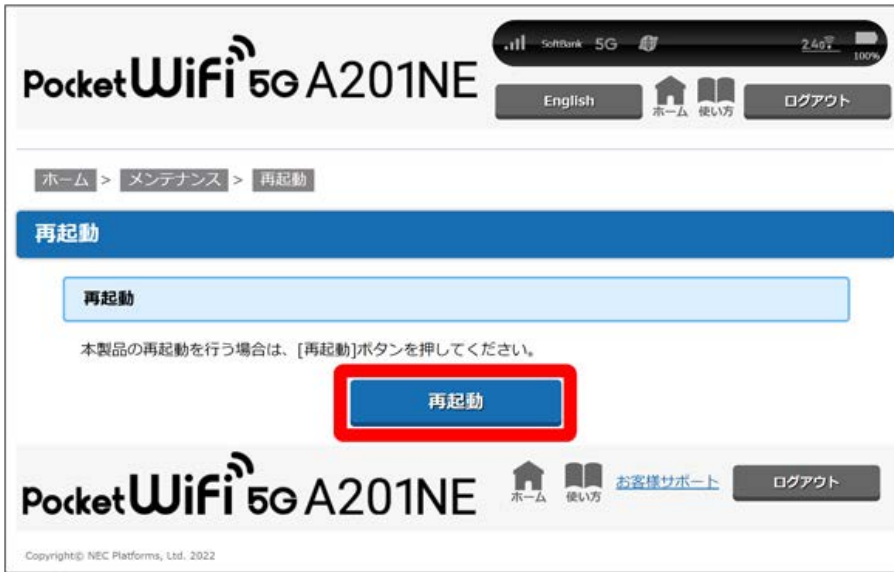 Pocket WiFi 5G A201NE
SoftBank 5G 2.4G 100%
English ホーム 使い方 ログアウト
ホーム > メンテナンス > 再起動
再起動
再起動
本製品の再起動を行う場合は、[再起動]ボタンを押してください。
再起動
Pocket WiFi 5G A201NE
ホーム 使い方 お客様サポート ログアウト
Copyright© NEC Platforms, Ltd. 2022